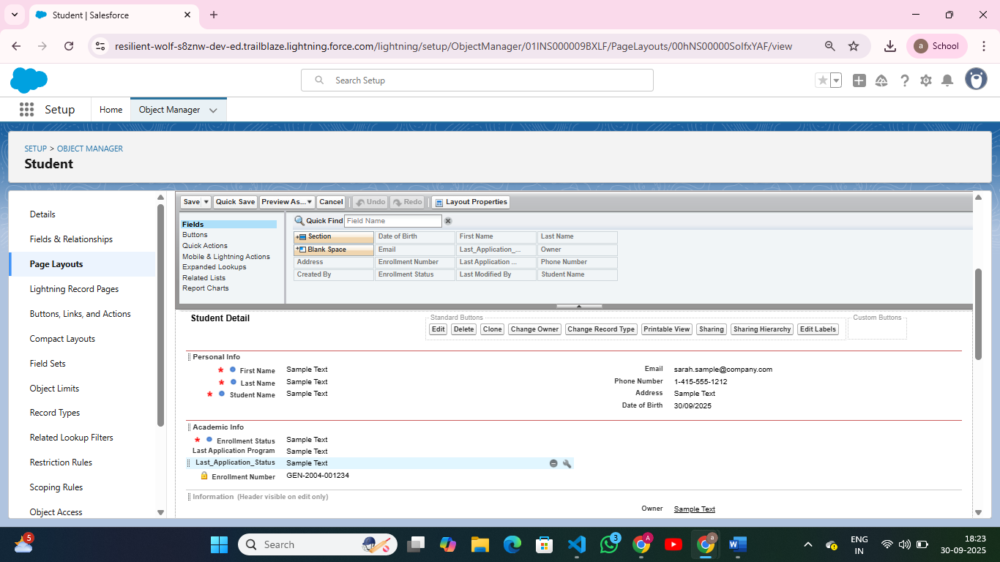 Student | Salesforce
resilient-wolf-s8znw-dev-ed.trailblaze.lightning.force.com/lightning/setup/ObjectManager/01INS000009BXLF/PageLayouts/00hNS00000SoIfxYAF/view
a School
Search Setup
Setup Home Object Manager
SETUP > OBJECT MANAGER
Student
Details
Fields & Relationships
Page Layouts
Lightning Record Pages
Buttons, Links, and Actions
Compact Layouts
Field Sets
Object Limits
Record Types
Related Lookup Filters
Restriction Rules
Scoping Rules
Object Access
Save Quick Save Preview As... Cancel Undo Redo Layout Properties
Fields
Buttons
Quick Actions
Mobile & Lightning Actions
Expanded Lookups
Related Lists
Report Charts
Quick Find Field Name
Section Date of Birth First Name Last Name
Blank Space Email Last_Application_... Owner
Address Enrollment Number Last Application ... Phone Number
Created By Enrollment Status Last Modified By Student Name
Student Detail
Standard Buttons
Edit Delete Clone Change Owner Change Record Type Printable View Sharing Sharing Hierarchy Edit Labels
Custom Buttons
Personal Info
* First Name Sample Text Email sarah.sample@company.com
* Last Name Sample Text Phone Number 1-415-555-1212
* Student Name Sample Text Address Sample Text
Date of Birth 30/09/2025
Academic Info
* Enrollment Status Sample Text
Last Application Program Sample Text
Last_Application_Status Sample Text
Enrollment Number GEN-2004-001234
Information (Header visible on edit only)
Owner Sample Text
5
Search
3
A
a
ENG
IN
18:23
30-09-2025